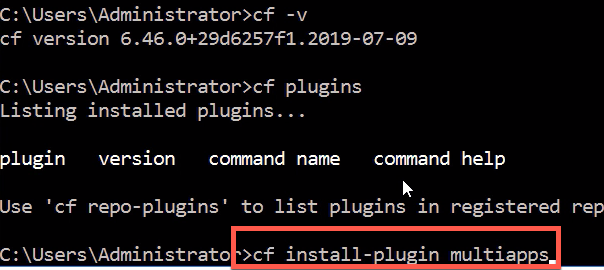 C:\Users\Administrator>cf -v
cf version 6.46.0+29d6257f1.2019-07-09
C:\Users\Administrator>cf plugins
Listing installed plugins...
plugin version command name command help
Use 'cf repo-plugins' to list plugins in registered rep
C:\Users\Administrator>cf install-plugin multiapps